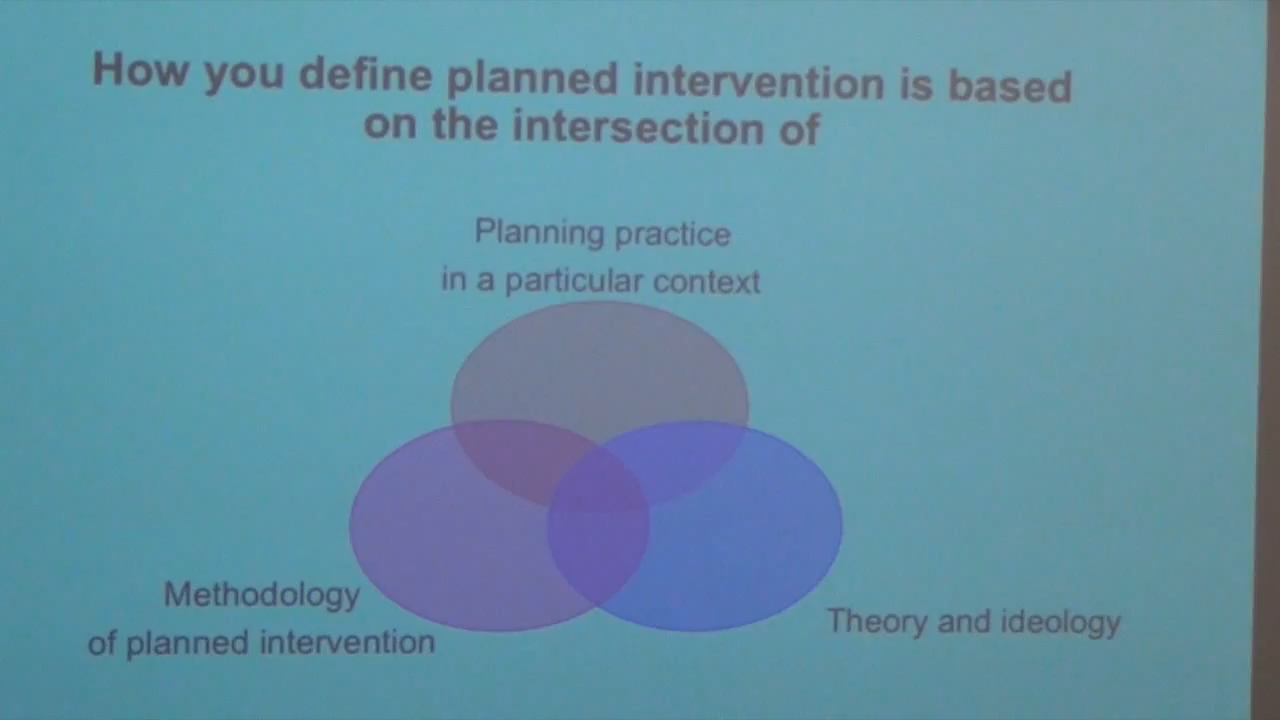 How you define planned intervention is based
on the intersection of
Planning practice
in a particular context
Methodology
of planned intervention
Theory and ideology